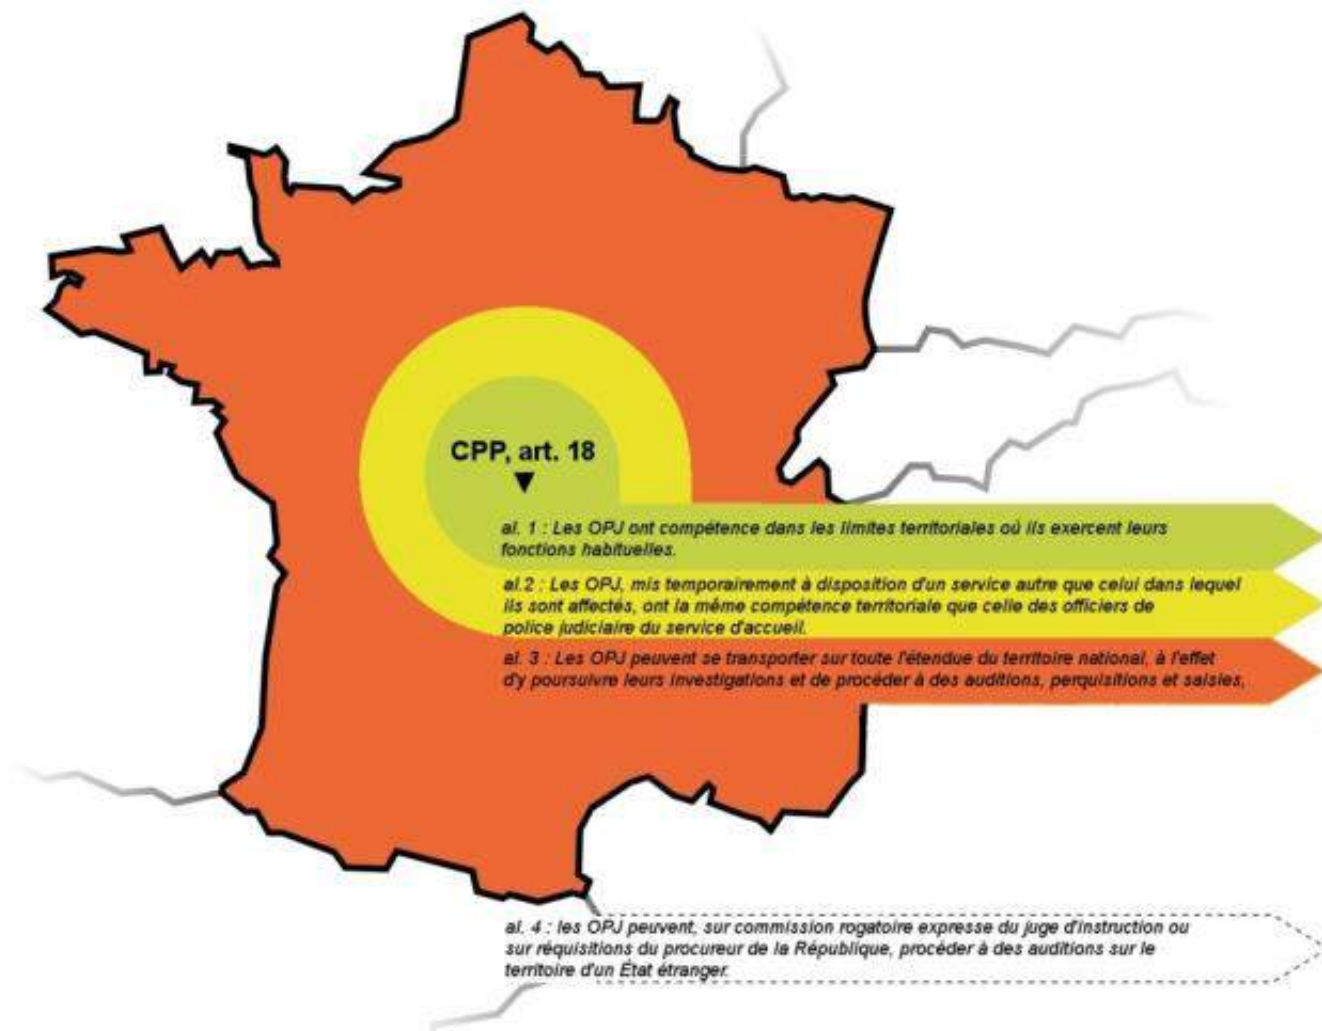 CPP, art. 18
al. 1 : Les OPJ ont compétence dans les limites territoriales où ils exercent leurs
fonctions habituelles.
al.2 : Les OPJ, mis temporairement à disposition d'un service autre que celui dans lequel
ils sont affectés, ont la même compétence territoriale que celle des officiers de
police judiciaire du service d'accueil.
al. 3 : Les OPJ peuvent se transporter sur toute l'étendue du territoire national, à l'effet
d'y poursuivre leurs investigations et de procéder à des auditions, perquisitions et saisies,
al. 4 : les OPJ peuvent, sur commission rogatoire expresse du juge d'instruction ou
sur réquisitions du procureur de la République, procéder à des auditions sur le
territoire d'un État étranger.